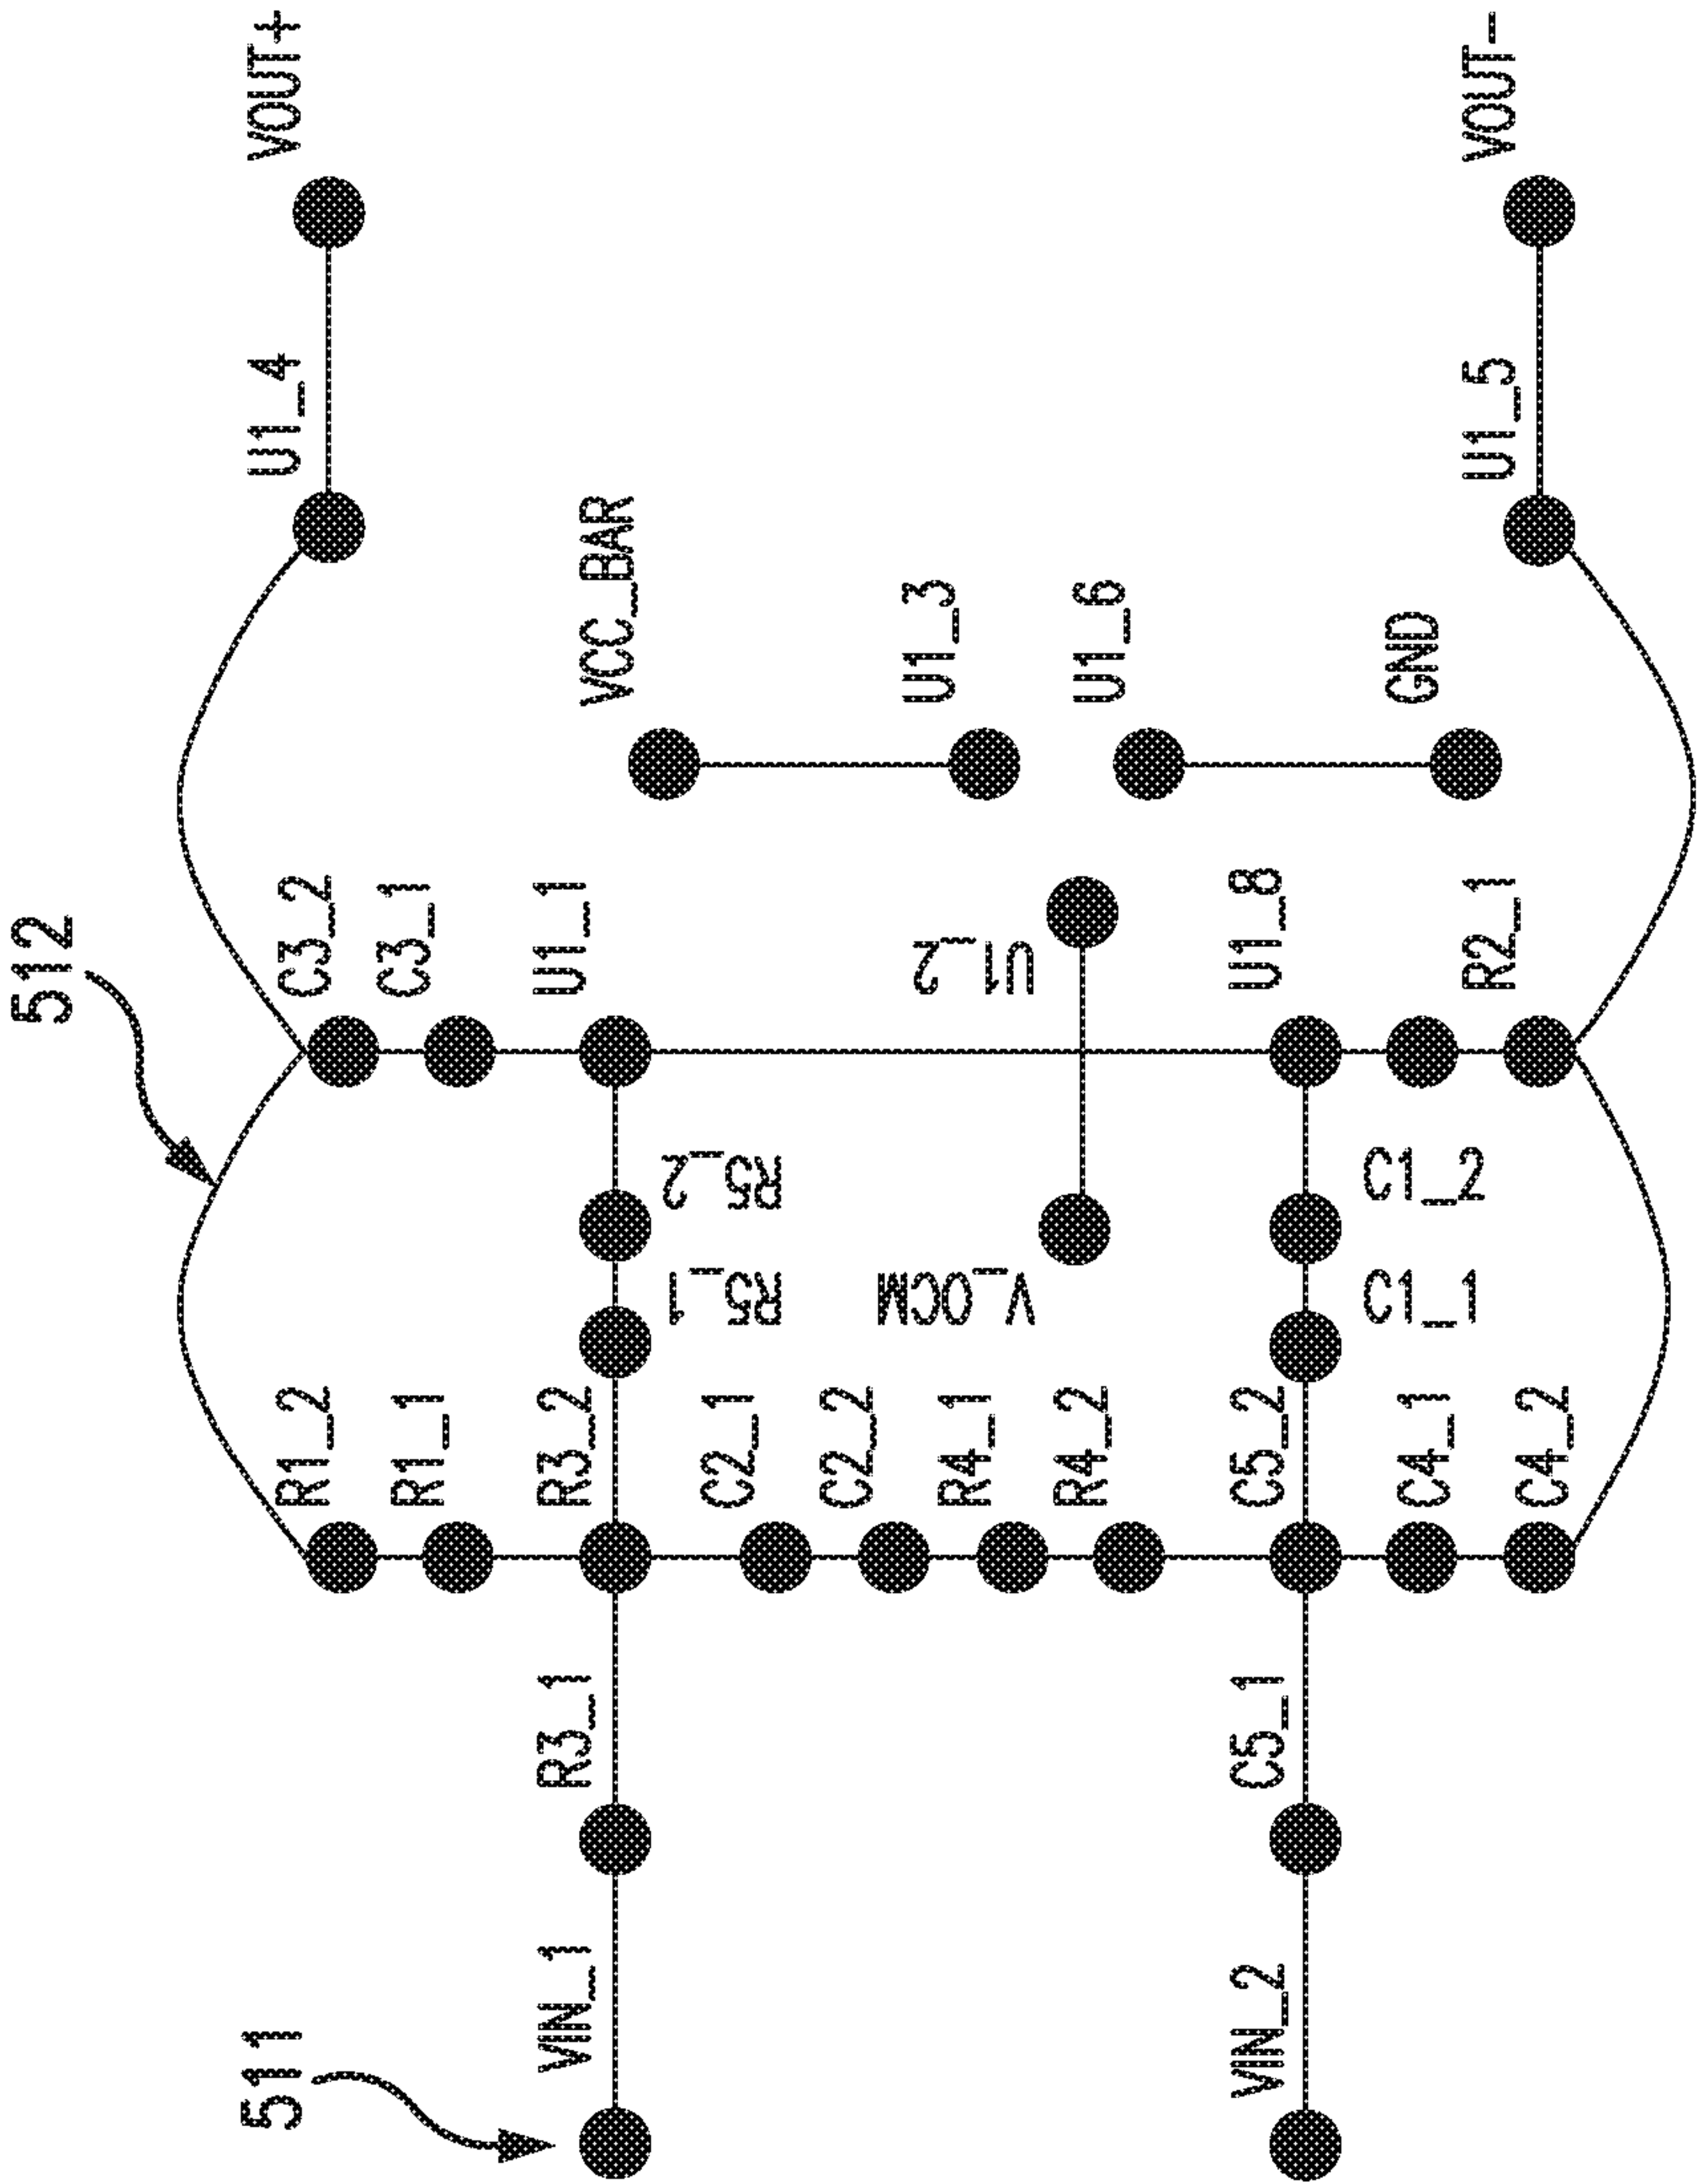 511
512
VIN_1
R3_1
R1_2
R1_1
R3_2
C2_1
C2_2
R4_1
R4_2
C5_2
C4_1
C4_2
VIN_2
C5_1
R5_1
R5_2
V_OCM
U1_2
C1_1
C1_2
C3_2
C3_1
U1_1
U1_8
R2_1
VCC_BAR
U1_3
U1_6
GND
U1_4
VOUT+
U1_5
VOUT-